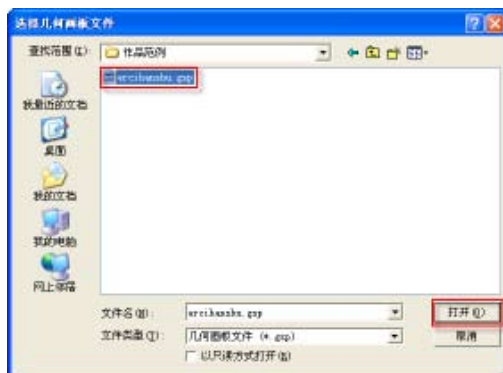 选择几何画板文件
查找范围(I):
作品范例
ercihanshu.gsp
我最近的文档
桌面
我的文档
我的电脑
网上邻居
文件名(N):
ercihanshu.gsp
打开(O)
文件类型(T):
几何画板文件 (*.gsp)
取消
以只读方式打开(R)